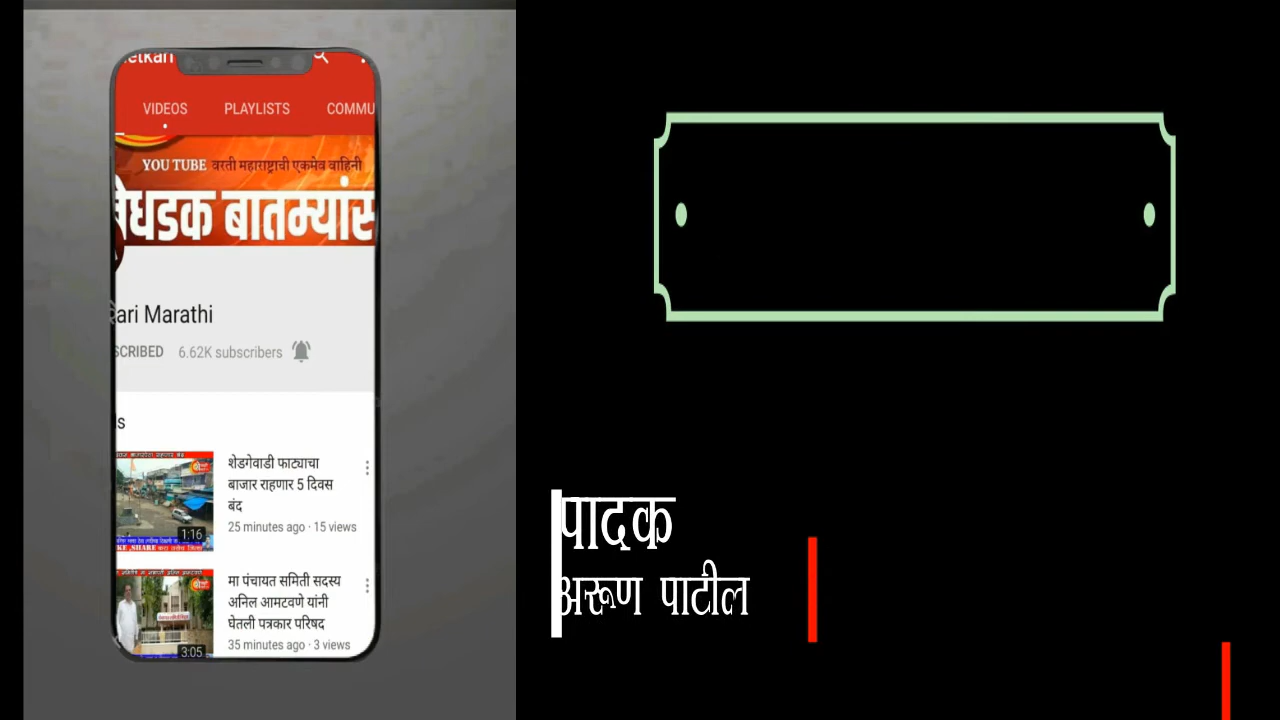 VIDEOS PLAYLISTS COMMU
YOU TUBE वरती महाराष्ट्राची एकमेव वाहिनी
बातम्यांस
ari Marathi
SCRIBED 6.62K subscribers
ls
शेडगेवाडी फाट्याचा
बाजार राहणार 5 दिवस
बंद
25 minutes ago · 15 views
1:16
मा पंचायत समिती सदस्य
अनिल आमटवणे यांनी
घेतली पत्रकार परिषद
35 minutes ago · 3 views
3:05
पादक
अरूण पाटील